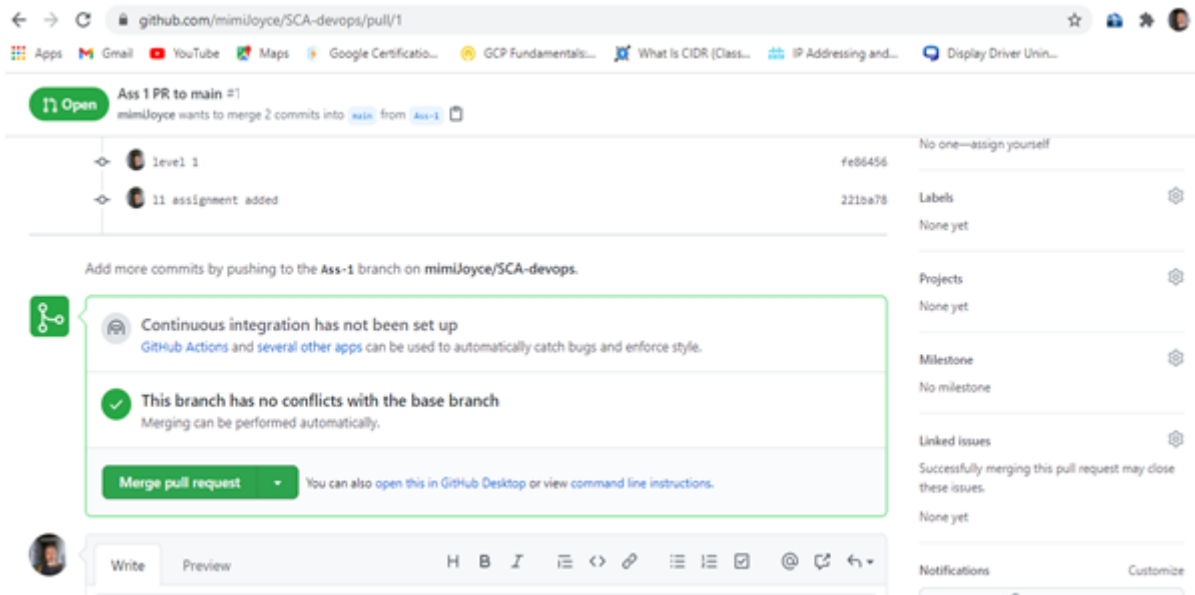 github.com/mimiJoyce/SCA-devops/pull/1
Apps Gmail YouTube Maps Google Certificatio... GCP Fundamentals:... What Is CIDR (Class... IP Addressing and... Display Driver Unin...
Open
Ass 1 PR to main #1
mimiJoyce wants to merge 2 commits into main from Ass-1
No one—assign yourself
level 1 fe86456
l1 assignment added 221ba78
Labels
None yet
Add more commits by pushing to the Ass-1 branch on mimiJoyce/SCA-devops.
Projects
None yet
Continuous integration has not been set up
GitHub Actions and several other apps can be used to automatically catch bugs and enforce style.
Milestone
No milestone
This branch has no conflicts with the base branch
Merging can be performed automatically.
Linked issues
Successfully merging this pull request may close
these issues.
None yet
Merge pull request
You can also open this in GitHub Desktop or view command line instructions.
Write Preview
H B I
Notifications Customize